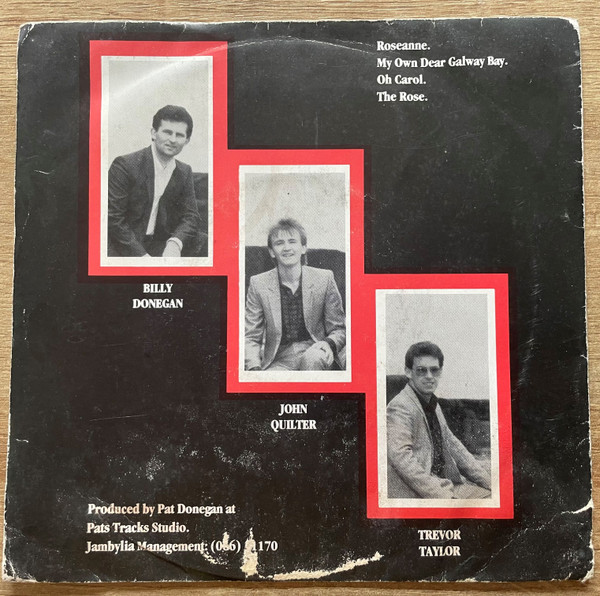 Roseanne.
My Own Dear Galway Bay.
Oh Carol.
The Rose.
BILLY
DONEGAN
JOHN
QUILTER
TREVOR
TAYLOR
Produced by Pat Donegan at
Pats Tracks Studio.
Jambylia Management: 1170